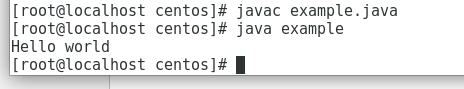 [root@localhost centos]# javac example.java
[root@localhost centos]# java example
Hello world
[root@localhost centos]#